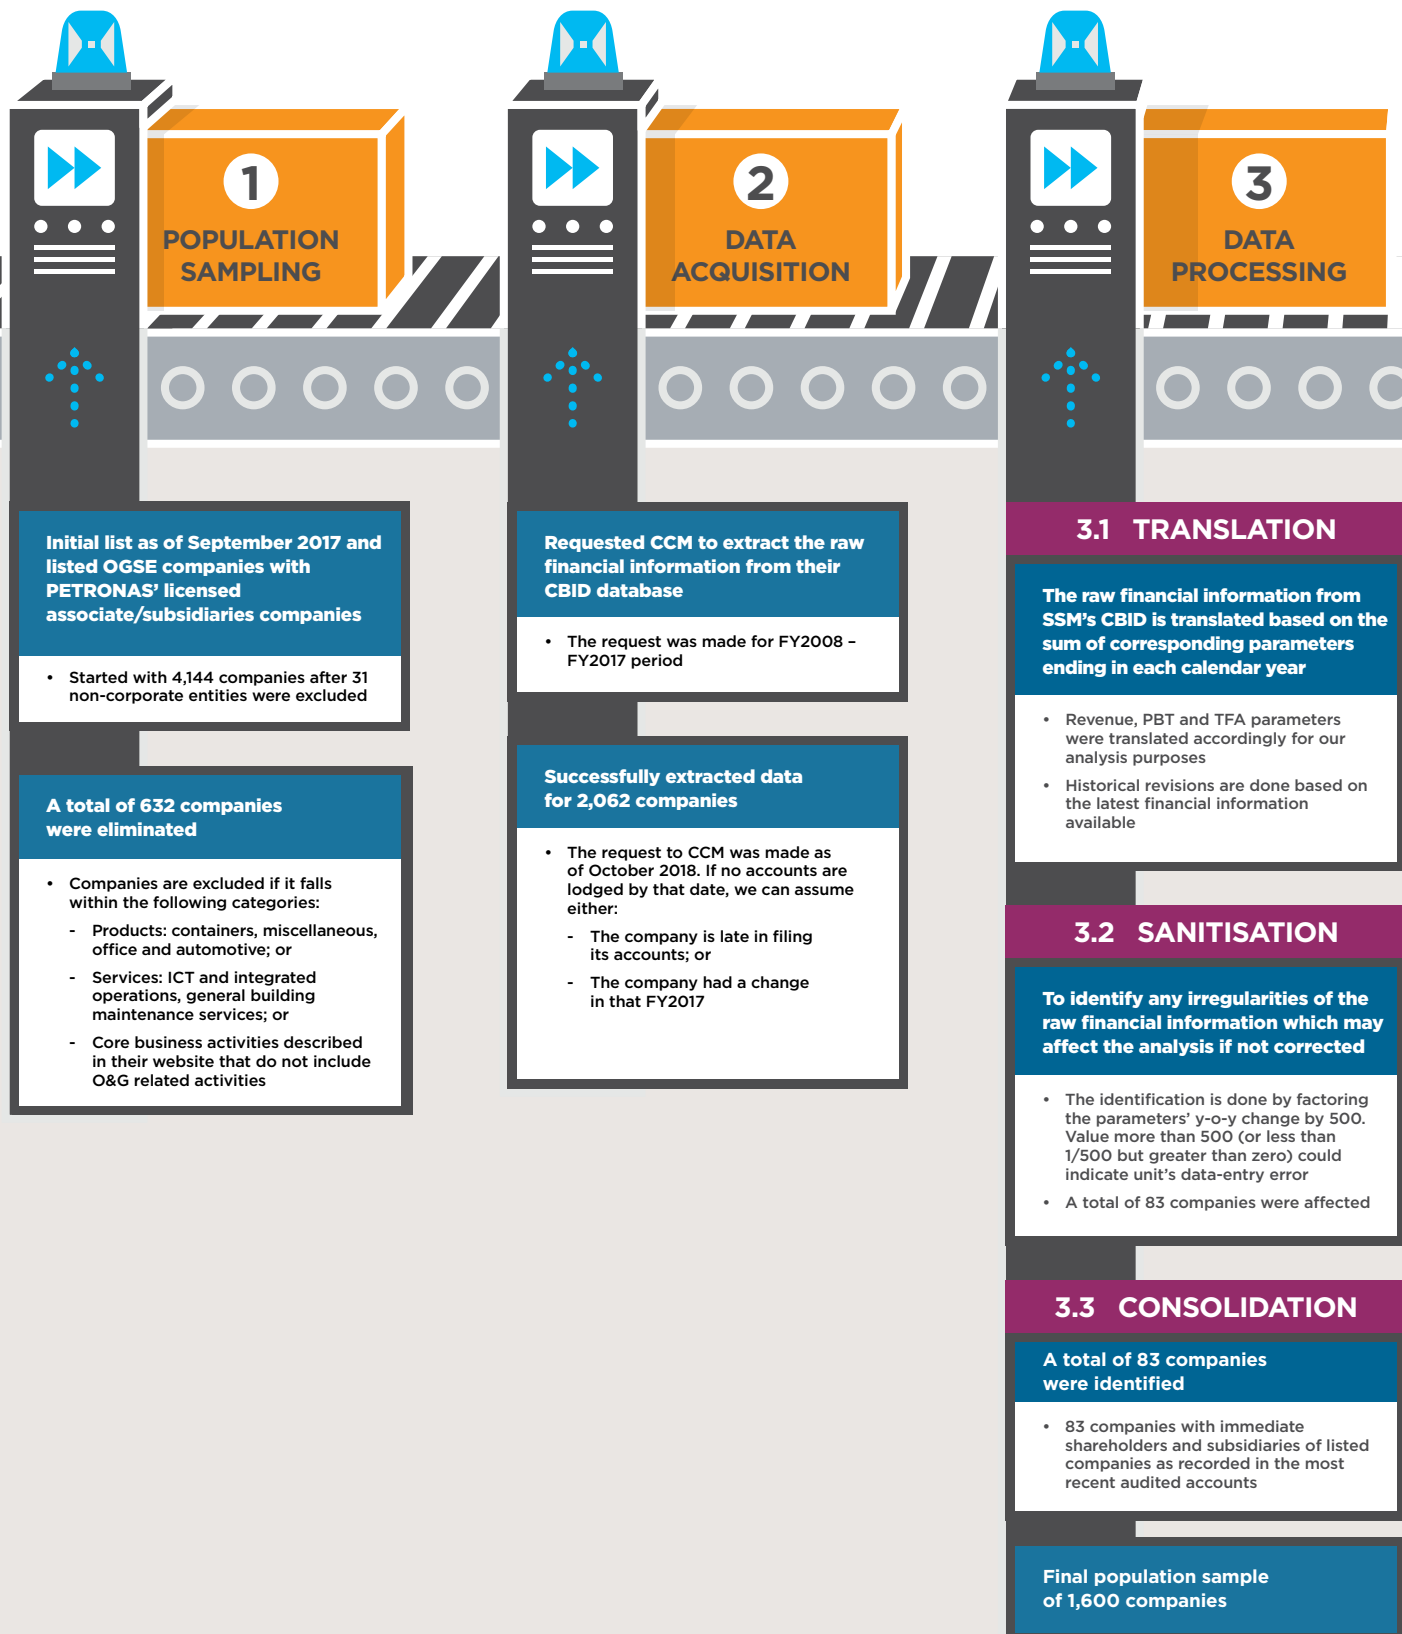 1
POPULATION
SAMPLING
Initial list as of September 2017 and
listed OGSE companies with
PETRONAS' licensed
associate/subsidiaries companies
• Started with 4,144 companies after 31
non-corporate entities were excluded
A total of 632 companies
were eliminated
• Companies are excluded if it falls
within the following categories:
- Products: containers, miscellaneous,
office and automotive; or
- Services: ICT and integrated
operations, general building
maintenance services; or
- Core business activities described
in their website that do not include
O&G related activities
2
DATA
ACQUISITION
Requested CCM to extract the raw
financial information from their
CBID database
• The request was made for FY2008 –
FY2017 period
Successfully extracted data
for 2,062 companies
• The request to CCM was made as
of October 2018. If no accounts are
lodged by that date, we can assume
either:
- The company is late in filing
its accounts; or
- The company had a change
in that FY2017
3
DATA
PROCESSING
3.1 TRANSLATION
The raw financial information from
SSM's CBID is translated based on the
sum of corresponding parameters
ending in each calendar year
• Revenue, PBT and TFA parameters
were translated accordingly for our
analysis purposes
• Historical revisions are done based on
the latest financial information
available
3.2 SANITISATION
To identify any irregularities of the
raw financial information which may
affect the analysis if not corrected
• The identification is done by factoring
the parameters' y-o-y change by 500.
Value more than 500 (or less than
1/500 but greater than zero) could
indicate unit's data-entry error
• A total of 83 companies were affected
3.3 CONSOLIDATION
A total of 83 companies
were identified
• 83 companies with immediate
shareholders and subsidiaries of listed
companies as recorded in the most
recent audited accounts
Final population sample
of 1,600 companies